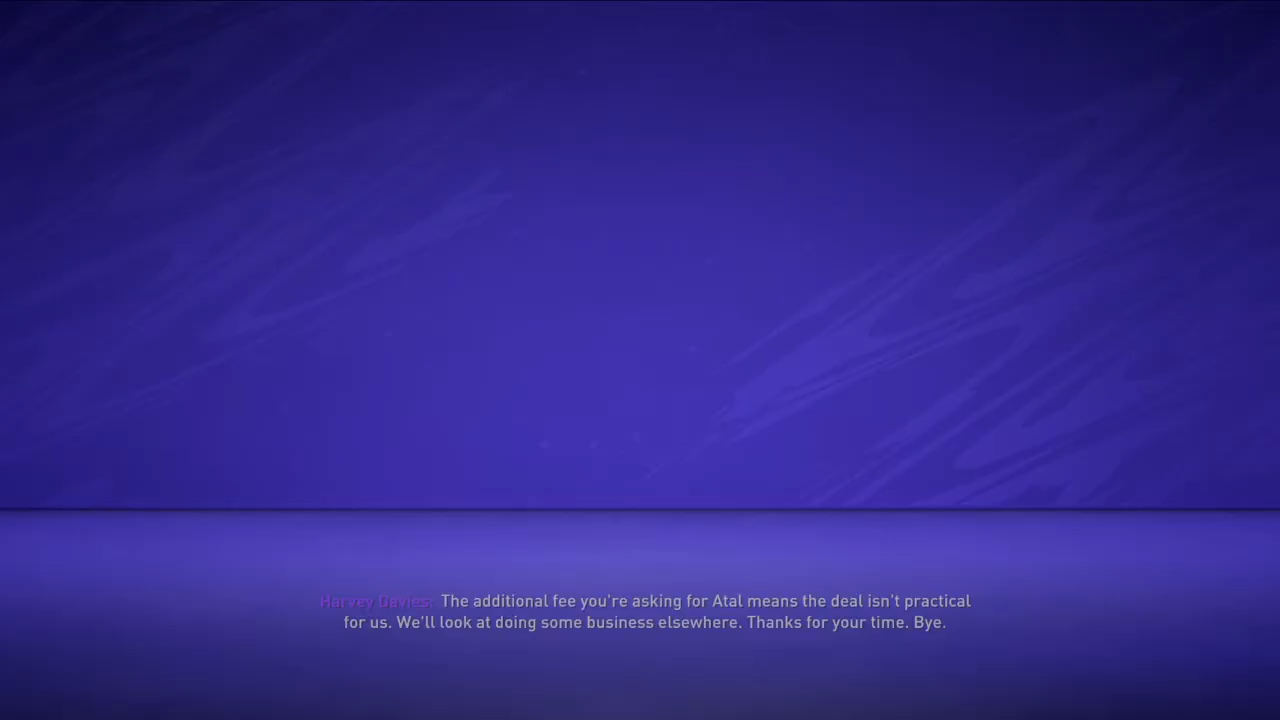 Harvey Davies: The additional fee you're asking for Atal means the deal isn't practical
for us. We'll look at doing some business elsewhere. Thanks for your time. Bye.